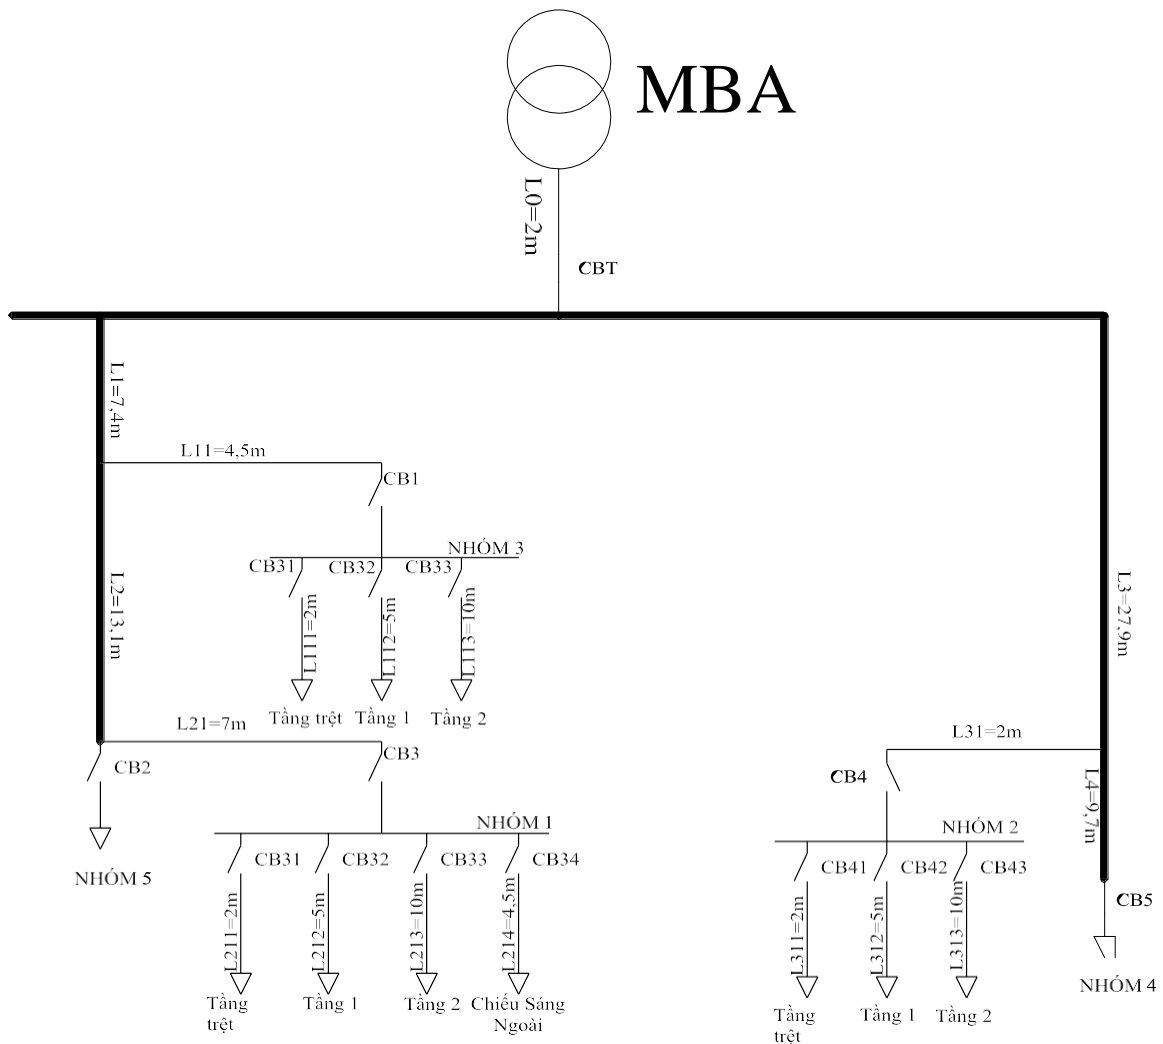 MBA
L0=2m
CBT
L1=7,4m
L11=4,5m
CB1
NHÓM 3
CB31
CB32
CB33
L111=2m
L112=5m
L113=10m
Tầng trệt
Tầng 1
Tầng 2
L2=13,1m
L21=7m
CB2
CB3
NHÓM 5
NHÓM 1
CB31
CB32
CB33
CB34
L211=2m
L212=5m
L213=10m
L214=4,5m
Tầng
trệt
Tầng 1
Tầng 2
Chiếu Sáng
Ngoài
L3=27,9m
L31=2m
CB4
L4=9,7m
NHÓM 2
CB41
CB42
CB43
L311=2m
L312=5m
L313=10m
Tầng
trệt
Tầng 1
Tầng 2
CB5
NHÓM 4